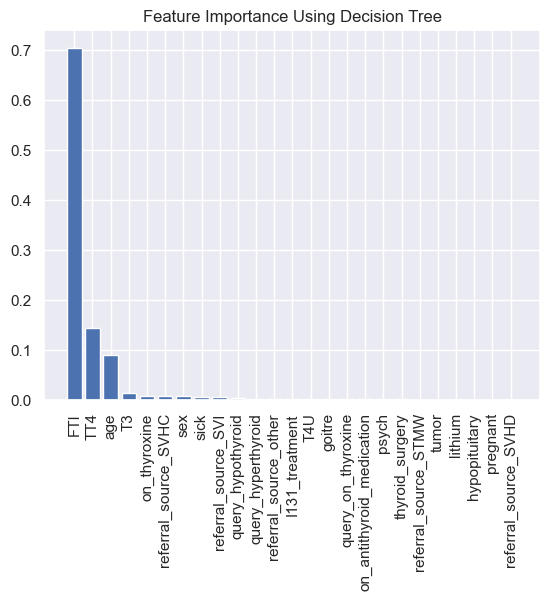 Feature Importance Using Decision Tree
0.7
0.6
0.5
0.4
0.3
0.2
0.1
0.0
FTI
TT4
age
T3
on_thyroxine
referral_source_SVHC
sex
sick
referral_source_SVI
query_hypothyroid
query_hyperthyroid
referral_source_other
I131_treatment
T4U
goitre
query_on_thyroxine
on_antithyroid_medication
psych
thyroid_surgery
referral_source_STMW
tumor
lithium
hypopituitary
pregnant
referral_source_SVHD